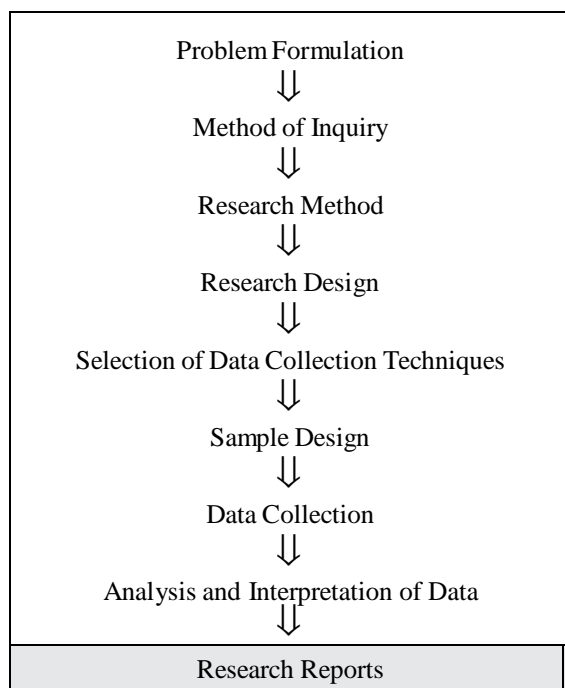 Problem Formulation
⇓
Method of Inquiry
⇓
Research Method
⇓
Research Design
⇓
Selection of Data Collection Techniques
⇓
Sample Design
⇓
Data Collection
⇓
Analysis and Interpretation of Data
⇓
Research Reports